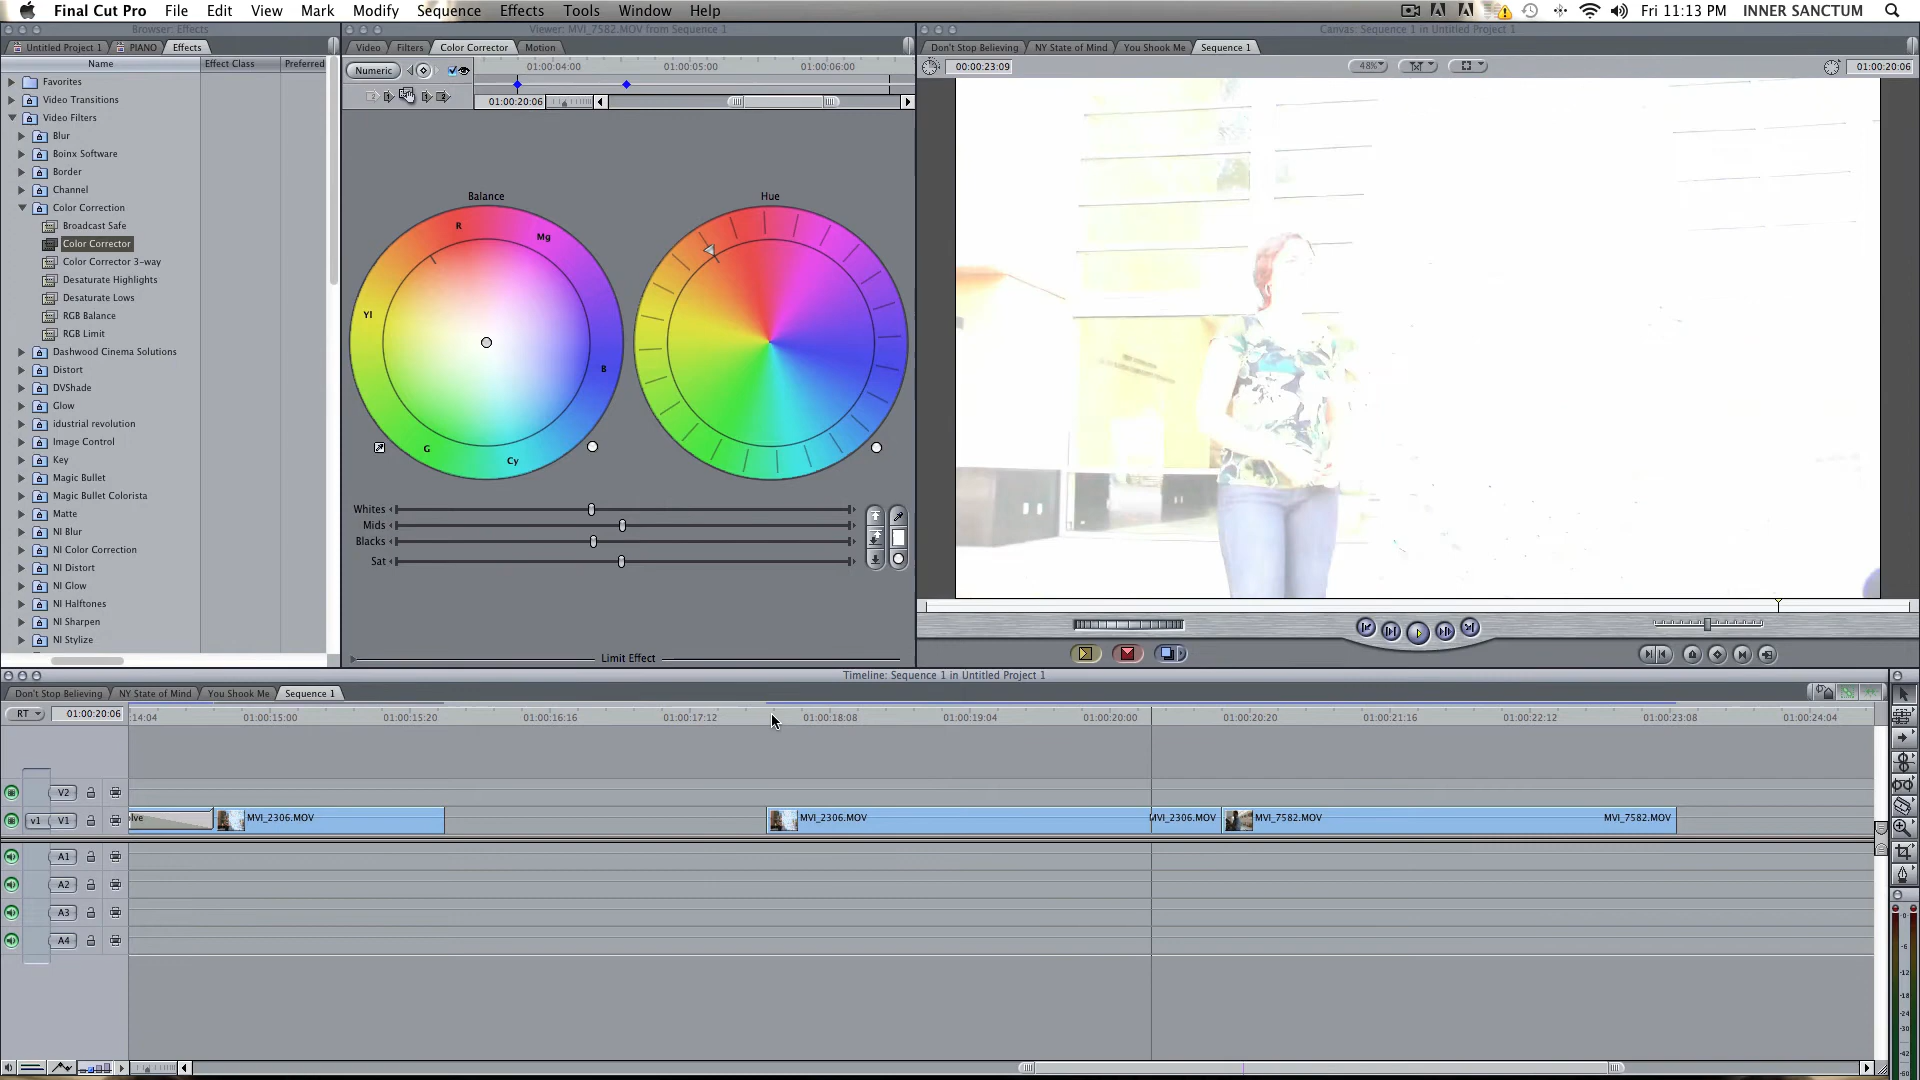 Final Cut Pro File Edit View Mark Modify Sequence Effects Tools Window Help Fri 11:13 PM INNER SANCTUM
Browser: Effects
Untitled Project 1 PIANO Effects
Name Effect Class Preferred
Favorites
Video Transitions
Video Filters
Blur
Boinx Software
Border
Channel
Color Correction
Broadcast Safe
Color Corrector
Color Corrector 3-way
Desaturate Highlights
Desaturate Lows
RGB Balance
RGB Limit
Dashwood Cinema Solutions
Distort
DVShade
Glow
idustrial revolution
Image Control
Key
Magic Bullet
Magic Bullet Colorista
Matte
NI Blur
NI Color Correction
NI Distort
NI Glow
NI Halftones
NI Sharpen
NI Stylize
Viewer: MVI_7582.MOV from Sequence 1
Video Filters Color Corrector Motion
Numeric 01:00:04:00 01:00:05:00 01:00:06:00
01:00:20:06
Balance Hue
R Mg
Yl B
G Cy
Whites
Mids
Blacks
Sat
Limit Effect
Canvas: Sequence 1 in Untitled Project 1
Don't Stop Believing NY State of Mind You Shook Me Sequence 1
00:00:23:09 48% 01:00:20:06
Timeline: Sequence 1 in Untitled Project 1
Don't Stop Believing NY State of Mind You Shook Me Sequence 1
RT 01:00:20:06 :14:04 01:00:15:00 01:00:15:20 01:00:16:16 01:00:17:12 01:00:18:08 01:00:19:04 01:00:20:00 01:00:20:20 01:00:21:16 01:00:22:12 01:00:23:08 01:00:24:04
V2
v1 V1 lve MVI_2306.MOV MVI_2306.MOV MVI_2306.MOV MVI_7582.MOV MVI_7582.MOV
A1
A2
A3
A4